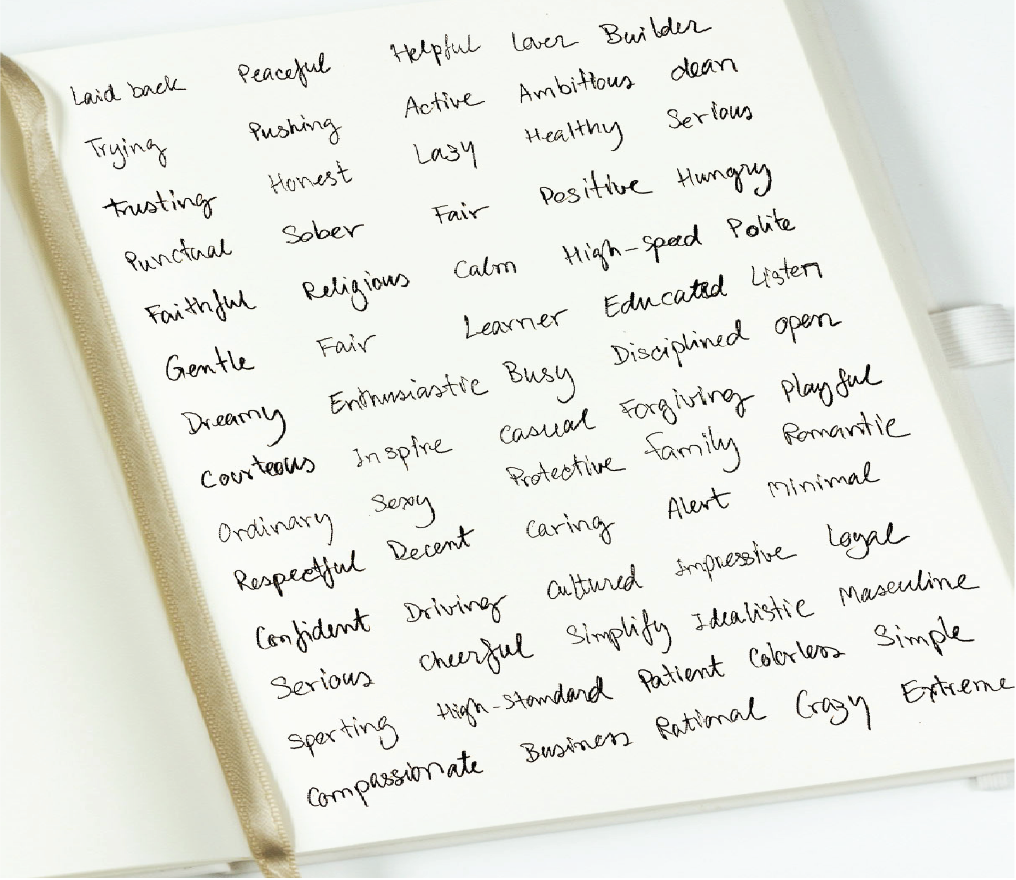 Laid back Peaceful Helpful Lover Builder
Trying Pushing Active Ambitious clean
Trusting Honest Lazy Healthy Serious
Punctual Sober Fair Positive Hungry
Faithful Religious Calm High-speed Polite
Gentle Fair Learner Educated Listen
Dreamy Enthusiastic Busy Disciplined open
Courteous Inspire casual Forgiving Playful
Ordinary Sexy Protective family Romantic
Respectful Decent caring Alert Minimal
Confident Driving cultured Impressive Loyal
Serious cheerful Simplify Idealistic Masculine
Sporting High-Standard Patient Colorless Simple
Compassionate Business Rational Crazy Extreme